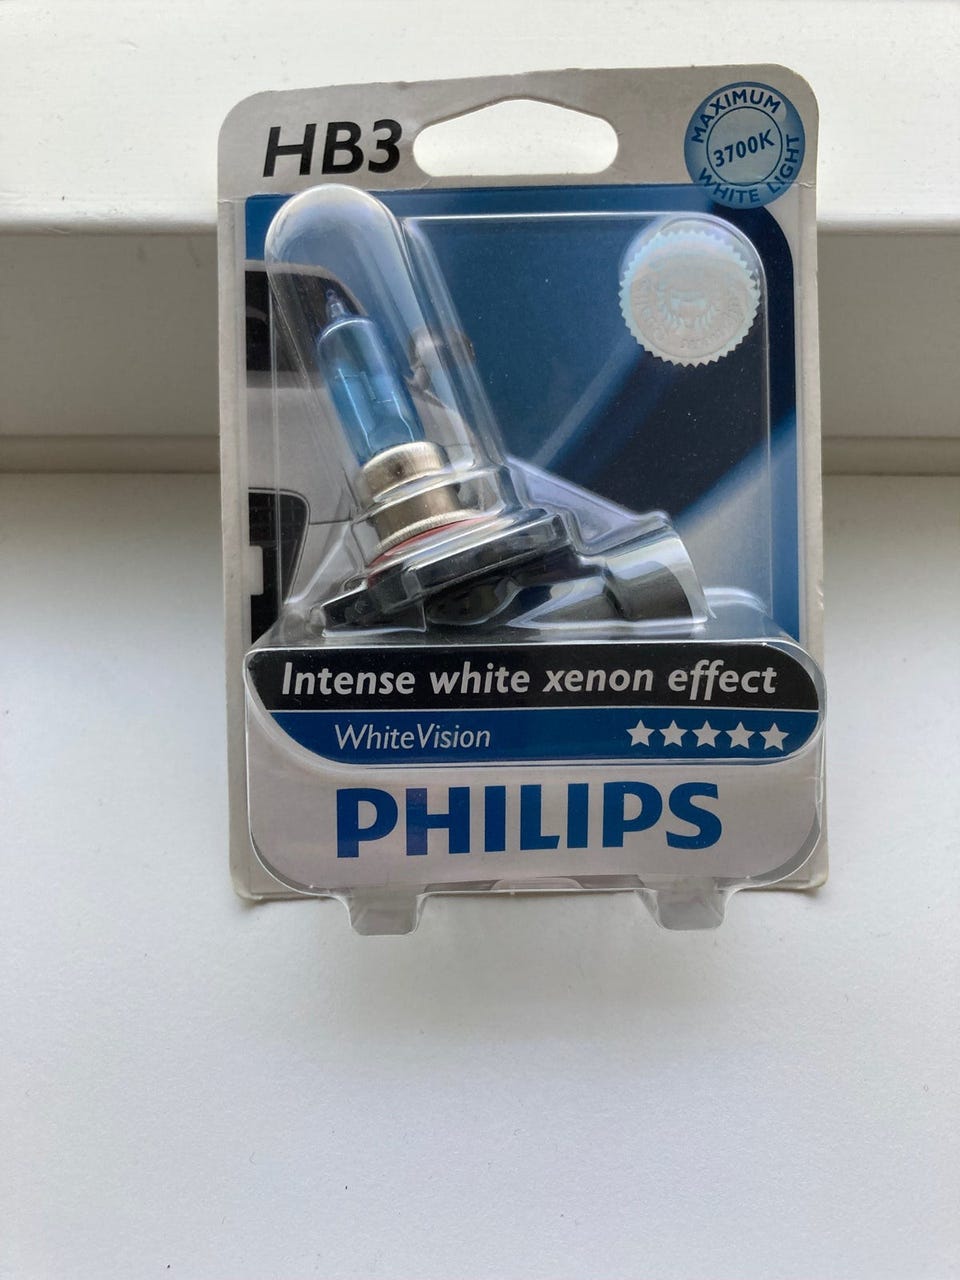 HB3
MAXIMUM
3700K
WHITE LIGHT
Intense white xenon effect
WhiteVision
PHILIPS